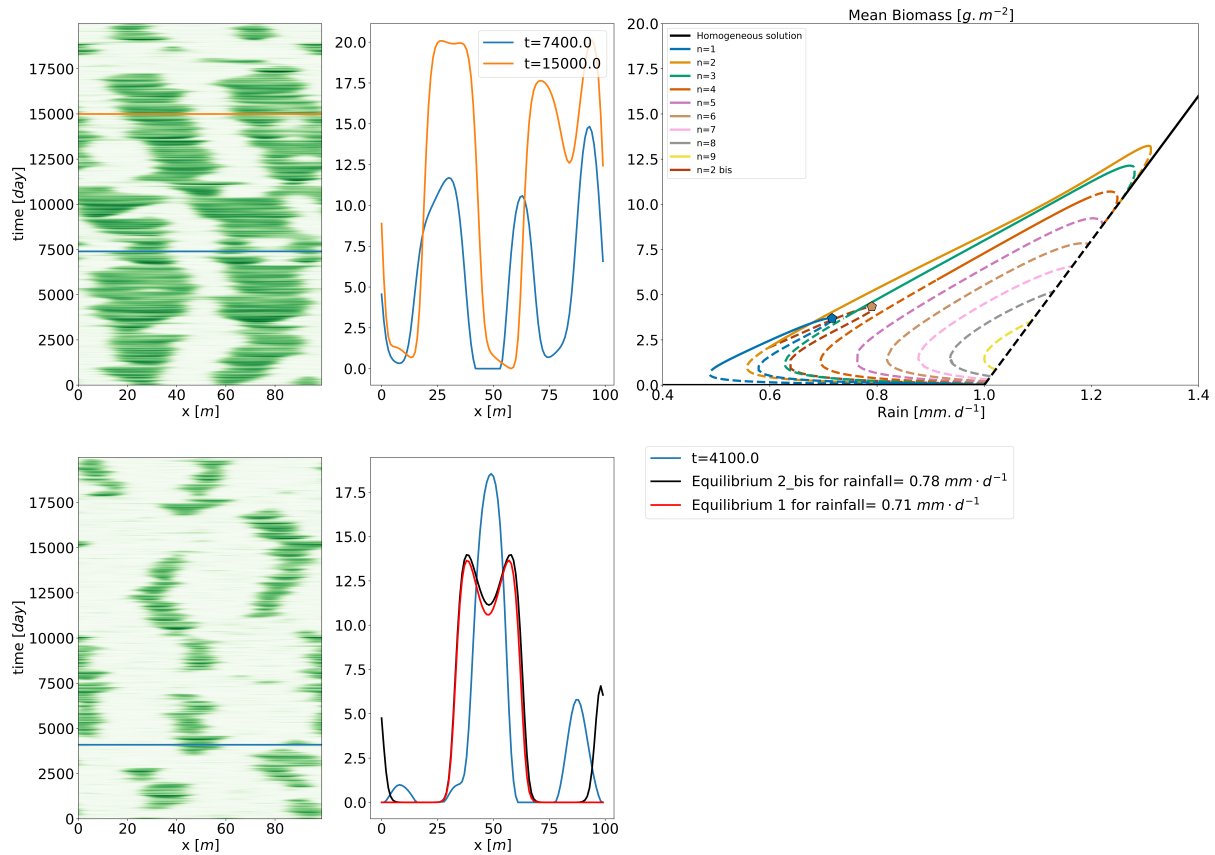 Mean Biomass [g.m⁻²]
17500
15000
12500
10000
7500
5000
2500
0
time [day]
0 20 40 60 80
x [m]
20.0
17.5
15.0
12.5
10.0
7.5
5.0
2.5
0.0
t=7400.0
t=15000.0
0 25 50 75 100
x [m]
20.0
17.5
15.0
12.5
10.0
7.5
5.0
2.5
0.0
Homogeneous solution
n=1
n=2
n=3
n=4
n=5
n=6
n=7
n=8
n=9
n=2 bis
0.4 0.6 0.8 1.0 1.2 1.4
Rain [mm.d⁻¹]
17500
15000
12500
10000
7500
5000
2500
0
time [day]
0 20 40 60 80
x [m]
17.5
15.0
12.5
10.0
7.5
5.0
2.5
0.0
0 25 50 75 100
x [m]
t=4100.0
Equilibrium 2_bis for rainfall= 0.78 mm · d⁻¹
Equilibrium 1 for rainfall= 0.71 mm · d⁻¹